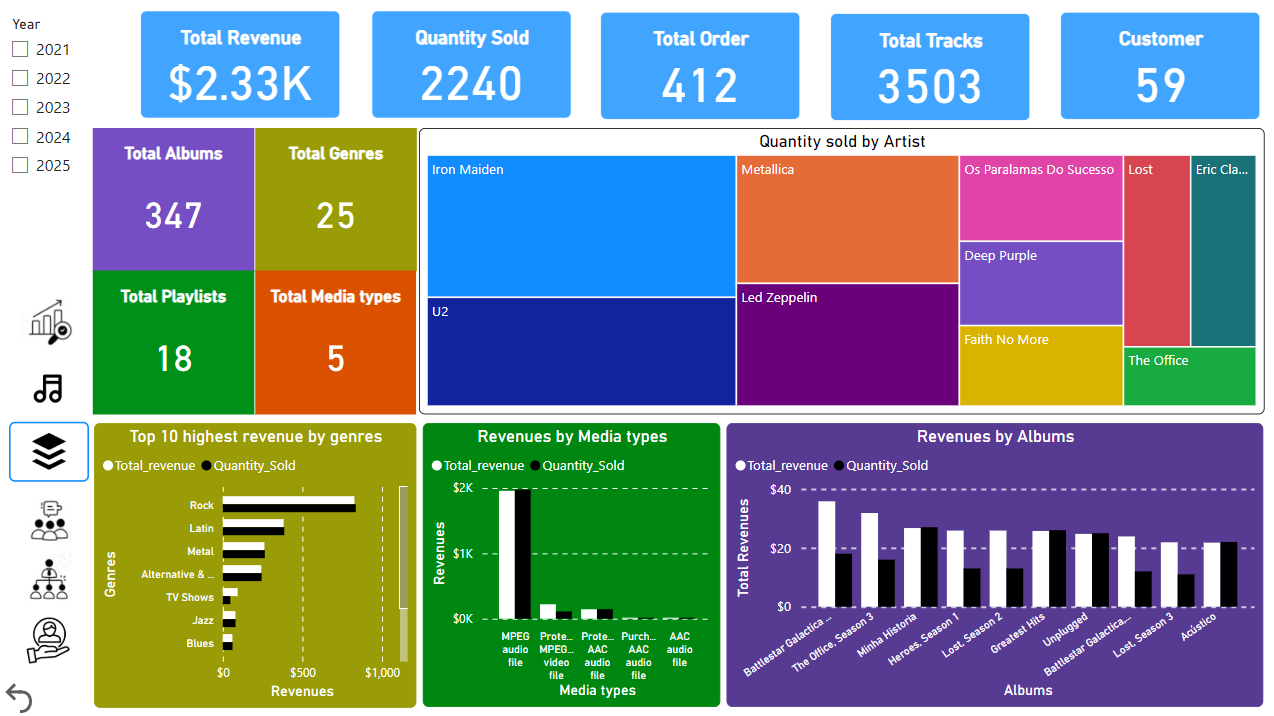 Year
2021
2022
2023
2024
2025
Total Revenue
$2.33K
Quantity Sold
2240
Total Order
412
Total Tracks
3503
Customer
59
Total Albums
347
Total Genres
25
Total Playlists
18
Total Media types
5
Quantity sold by Artist
Iron Maiden
U2
Metallica
Led Zeppelin
Os Paralamas Do Sucesso
Deep Purple
Faith No More
Lost
Eric Cla...
The Office
Top 10 highest revenue by genres
Total_revenue Quantity_Sold
Genres
Rock
Latin
Metal
Alternative & ...
TV Shows
Jazz
Blues
$0 $500 $1,000
Revenues
Revenues by Media types
Total_revenue Quantity_Sold
Revenues
$2K
$1K
$0K
MPEG
audio
file
Prote...
MPEG...
video
file
Prote...
AAC
audio
file
Purch...
AAC
audio
file
AAC
audio
file
Media types
Revenues by Albums
Total_revenue Quantity_Sold
Total Revenues
$40
$20
$0
Battlestar Galactica ...
The Office, Season 3
Minha Historia
Heroes, Season 1
Lost, Season 2
Greatest Hits
Unplugged
Battlestar Galactica,...
Lost, Season 3
Acústico
Albums